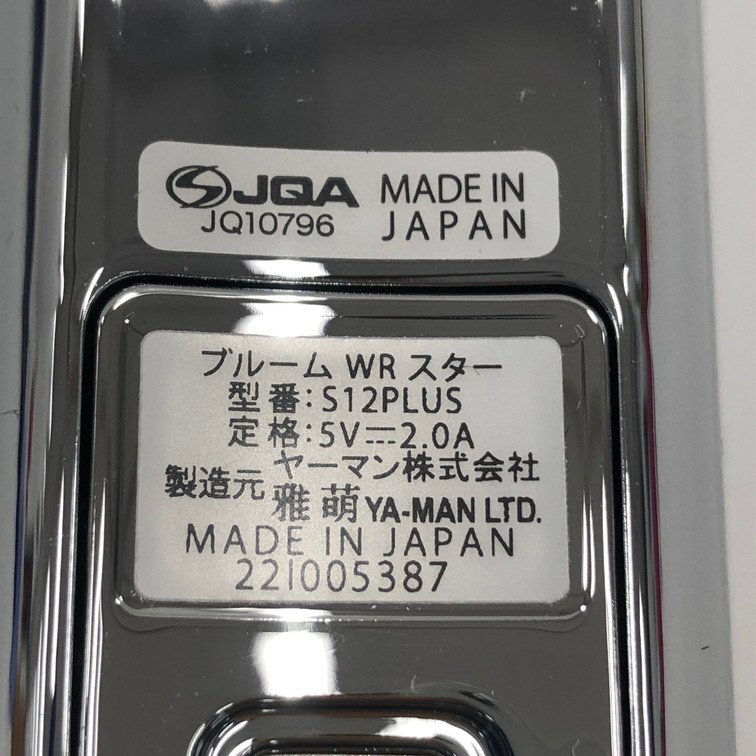 JQA MADE IN
JQ10796 JAPAN
ブルーム WR スター
型番:S12PLUS
定格:5V⎓2.0A
製造元 ヤーマン株式会社
雅萌 YA-MAN LTD.
MADE IN JAPAN
22I005387